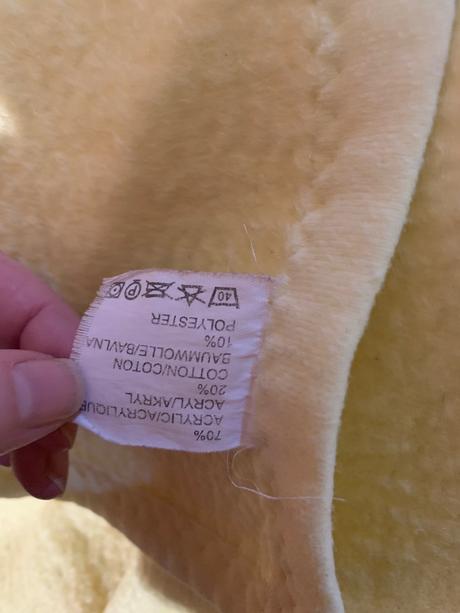 70%
ACRYLIC/ACRYLIQUE
ACRYL/AKRYL
20%
COTTON/COTON
BAUMWOLLE/BAVLNA
10%
POLYESTER
40 P